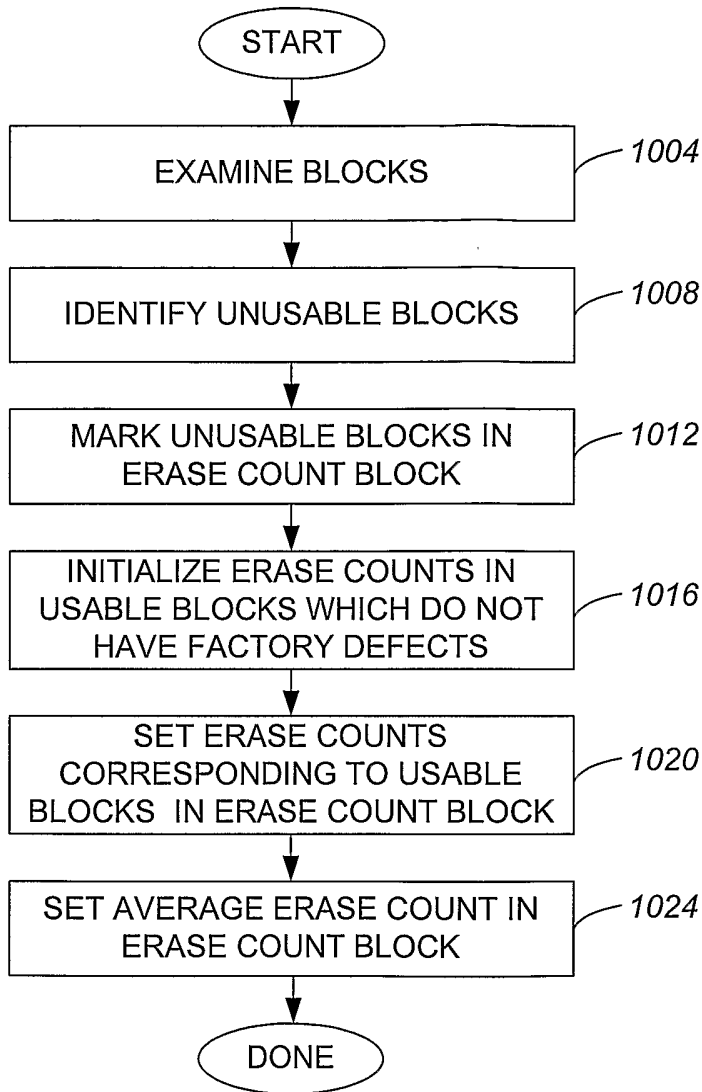 START
EXAMINE BLOCKS
1004
IDENTIFY UNUSABLE BLOCKS
1008
MARK UNUSABLE BLOCKS IN
ERASE COUNT BLOCK
1012
INITIALIZE ERASE COUNTS IN
USABLE BLOCKS WHICH DO NOT
HAVE FACTORY DEFECTS
1016
SET ERASE COUNTS
CORRESPONDING TO USABLE
BLOCKS IN ERASE COUNT BLOCK
1020
SET AVERAGE ERASE COUNT IN
ERASE COUNT BLOCK
1024
DONE